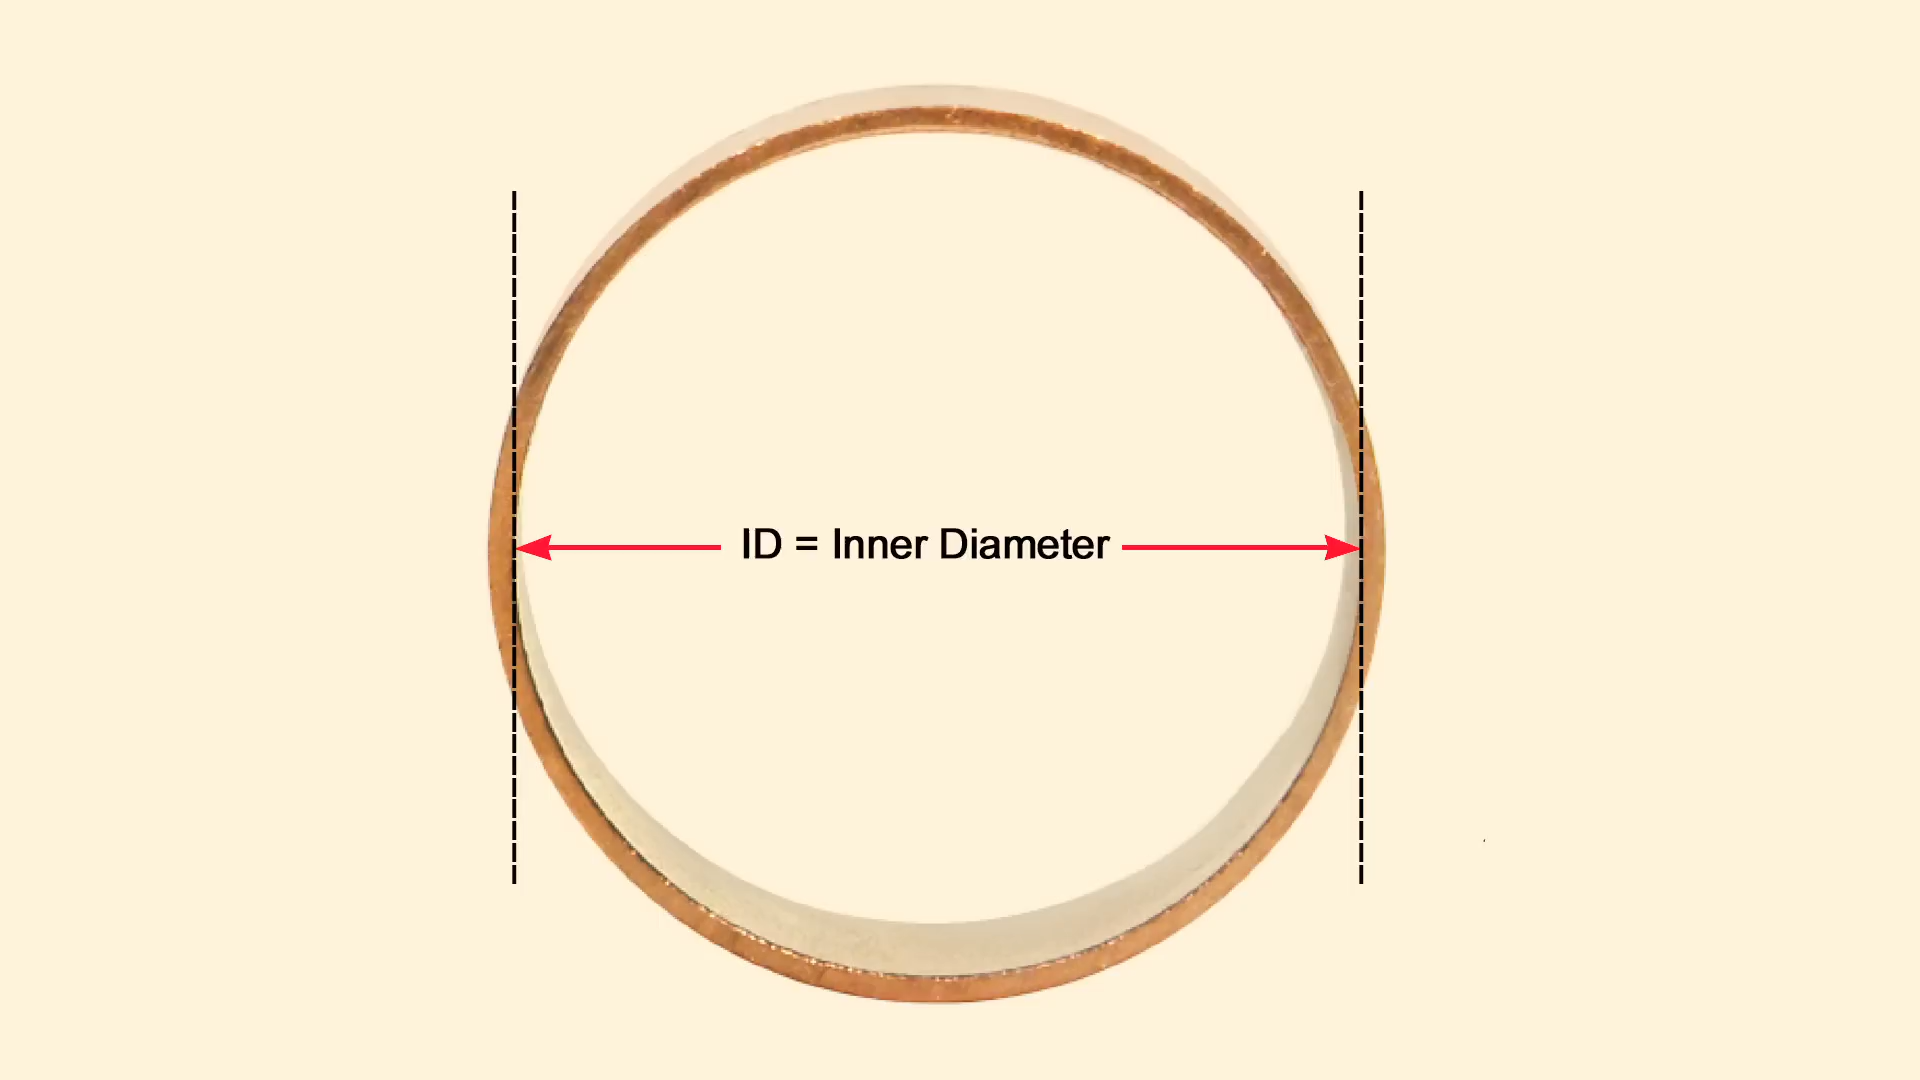 ID = Inner Diameter